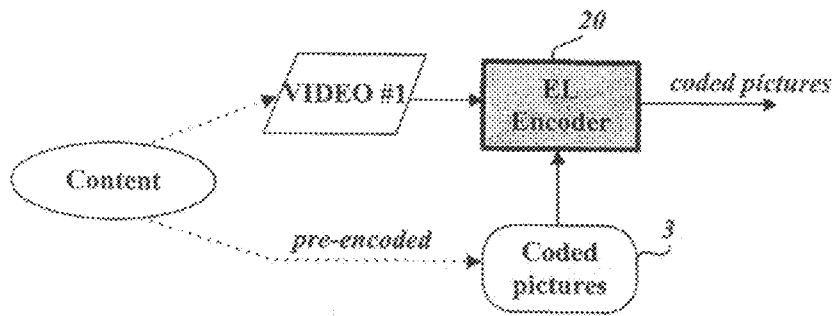 20
VIDEO #1
EL
Encoder
coded pictures
Content
pre-encoded
Coded
pictures
3